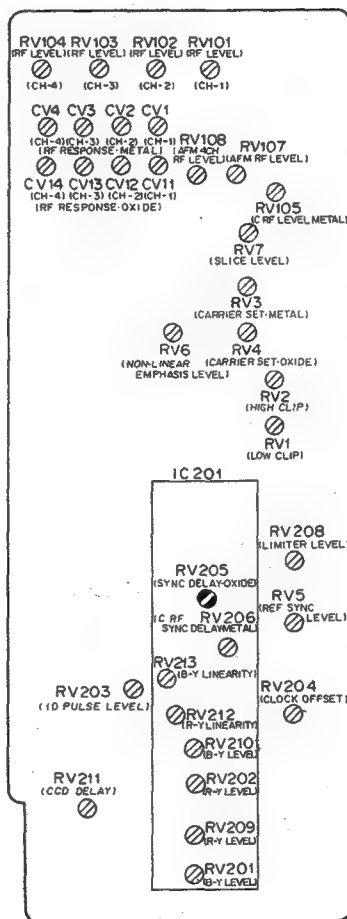 RV104 RV103 RV102 RV101
(RF LEVEL) (RF LEVEL) (RF LEVEL) (RF LEVEL)
(CH-4) (CH-3) (CH-2) (CH-1)
CV4 CV3 CV2 CV1
(CH-4) (CH-3) (CH-2) (CH-1)
(RF RESPONSE·METAL)
RV108
(AFM 4CH
RF LEVEL)
RV107
(AFM RF LEVEL)
CV14 CV13 CV12 CV11
(CH-4) (CH-3) (CH-2) (CH-1)
(RF RESPONSE·OXIDE)
RV105
(C RF LEVEL METAL)
RV7
(SLICE LEVEL)
RV3
(CARRIER SET·METAL)
RV6
(NON-LINEAR
EMPHASIS LEVEL)
RV4
(CARRIER SET·OXIDE)
RV2
(HIGH CLIP)
RV1
(LOW CLIP)
IC201
RV208
(LIMITER LEVEL)
RV205
(SYNC DELAY·OXIDE)
RV5
(REF SYNC
LEVEL)
RV206
(C RF
SYNC DELAY METAL)
RV213
(B-Y LINEARITY)
RV203
(ID PULSE LEVEL)
RV204
(CLOCK OFFSET)
RV212
(R-Y LINEARITY)
RV210
(B-Y LEVEL)
RV211
(CCD DELAY)
RV202
(R-Y LEVEL)
RV209
(R-Y LEVEL)
RV201
(B-Y LEVEL)